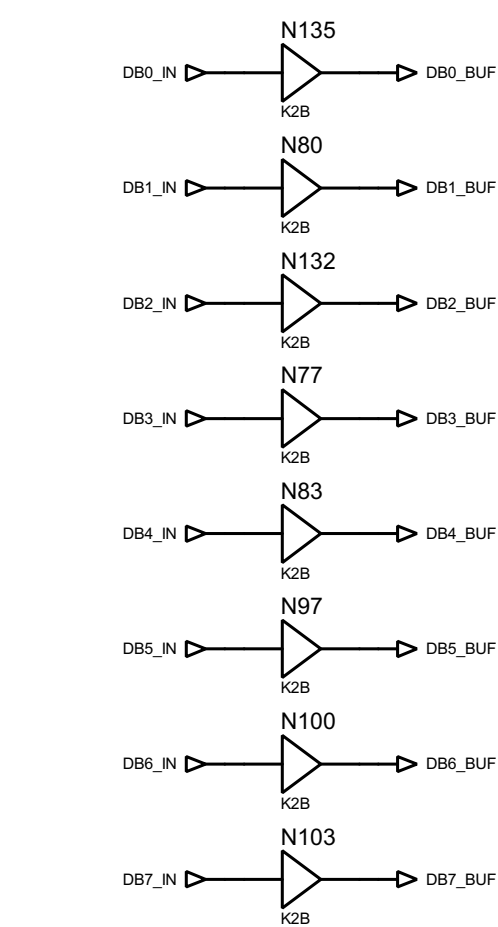 N135
DB0_IN DB0_BUF
K2B
N80
DB1_IN DB1_BUF
K2B
N132
DB2_IN DB2_BUF
K2B
N77
DB3_IN DB3_BUF
K2B
N83
DB4_IN DB4_BUF
K2B
N97
DB5_IN DB5_BUF
K2B
N100
DB6_IN DB6_BUF
K2B
N103
DB7_IN DB7_BUF
K2B